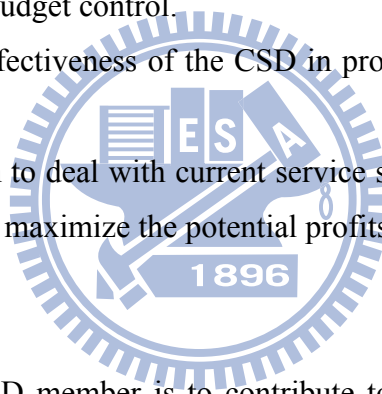 udget control.
ffectiveness of the CSD in pro
E S A
to deal with current service s
maximize the potential profits
1896
D member is to contribute to